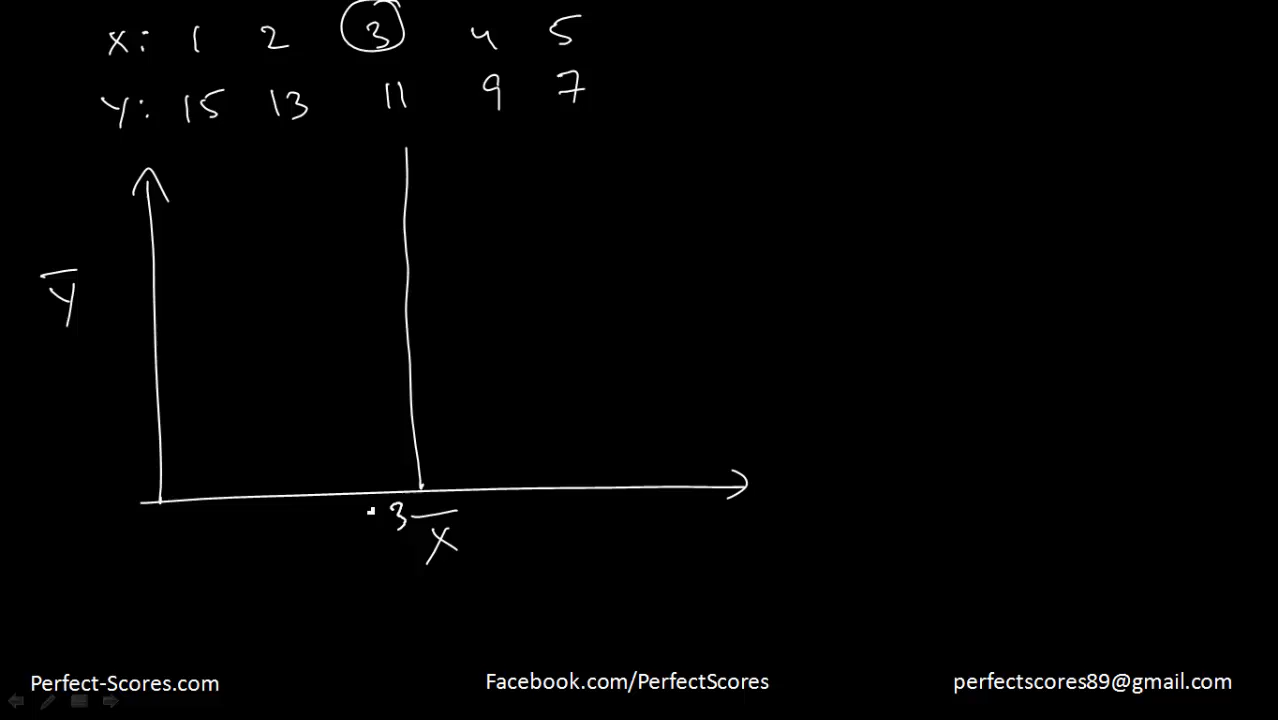 X: 1 2 3 4 5
Y: 15 13 11 9 7
Y
3
X
Perfect-Scores.com Facebook.com/PerfectScores perfectscores89@gmail.com